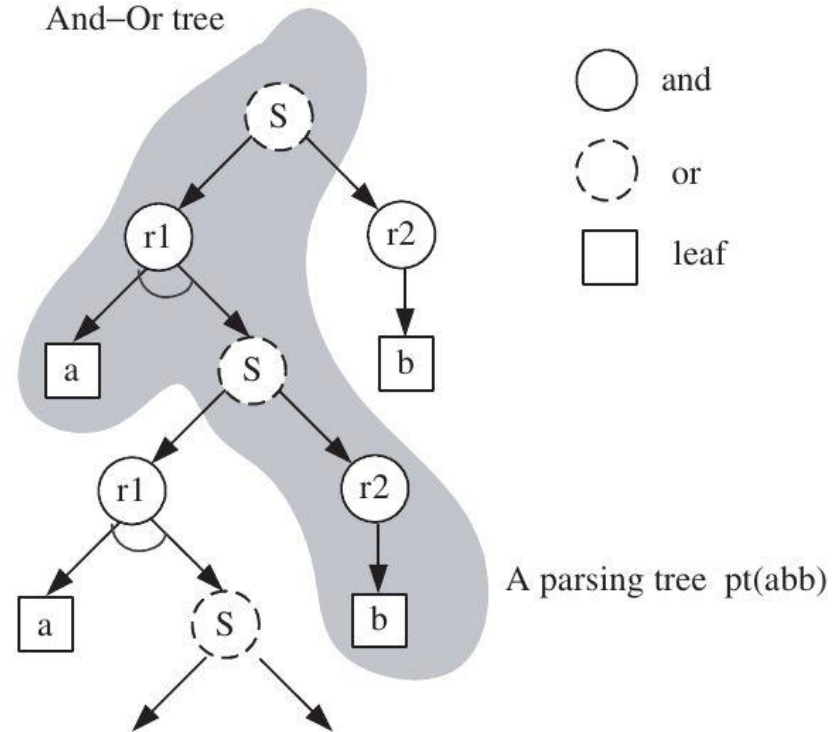 And–Or tree
S
and
or
r1
r2
leaf
a
S
b
r1
r2
A parsing tree pt(abb)
a
S
b